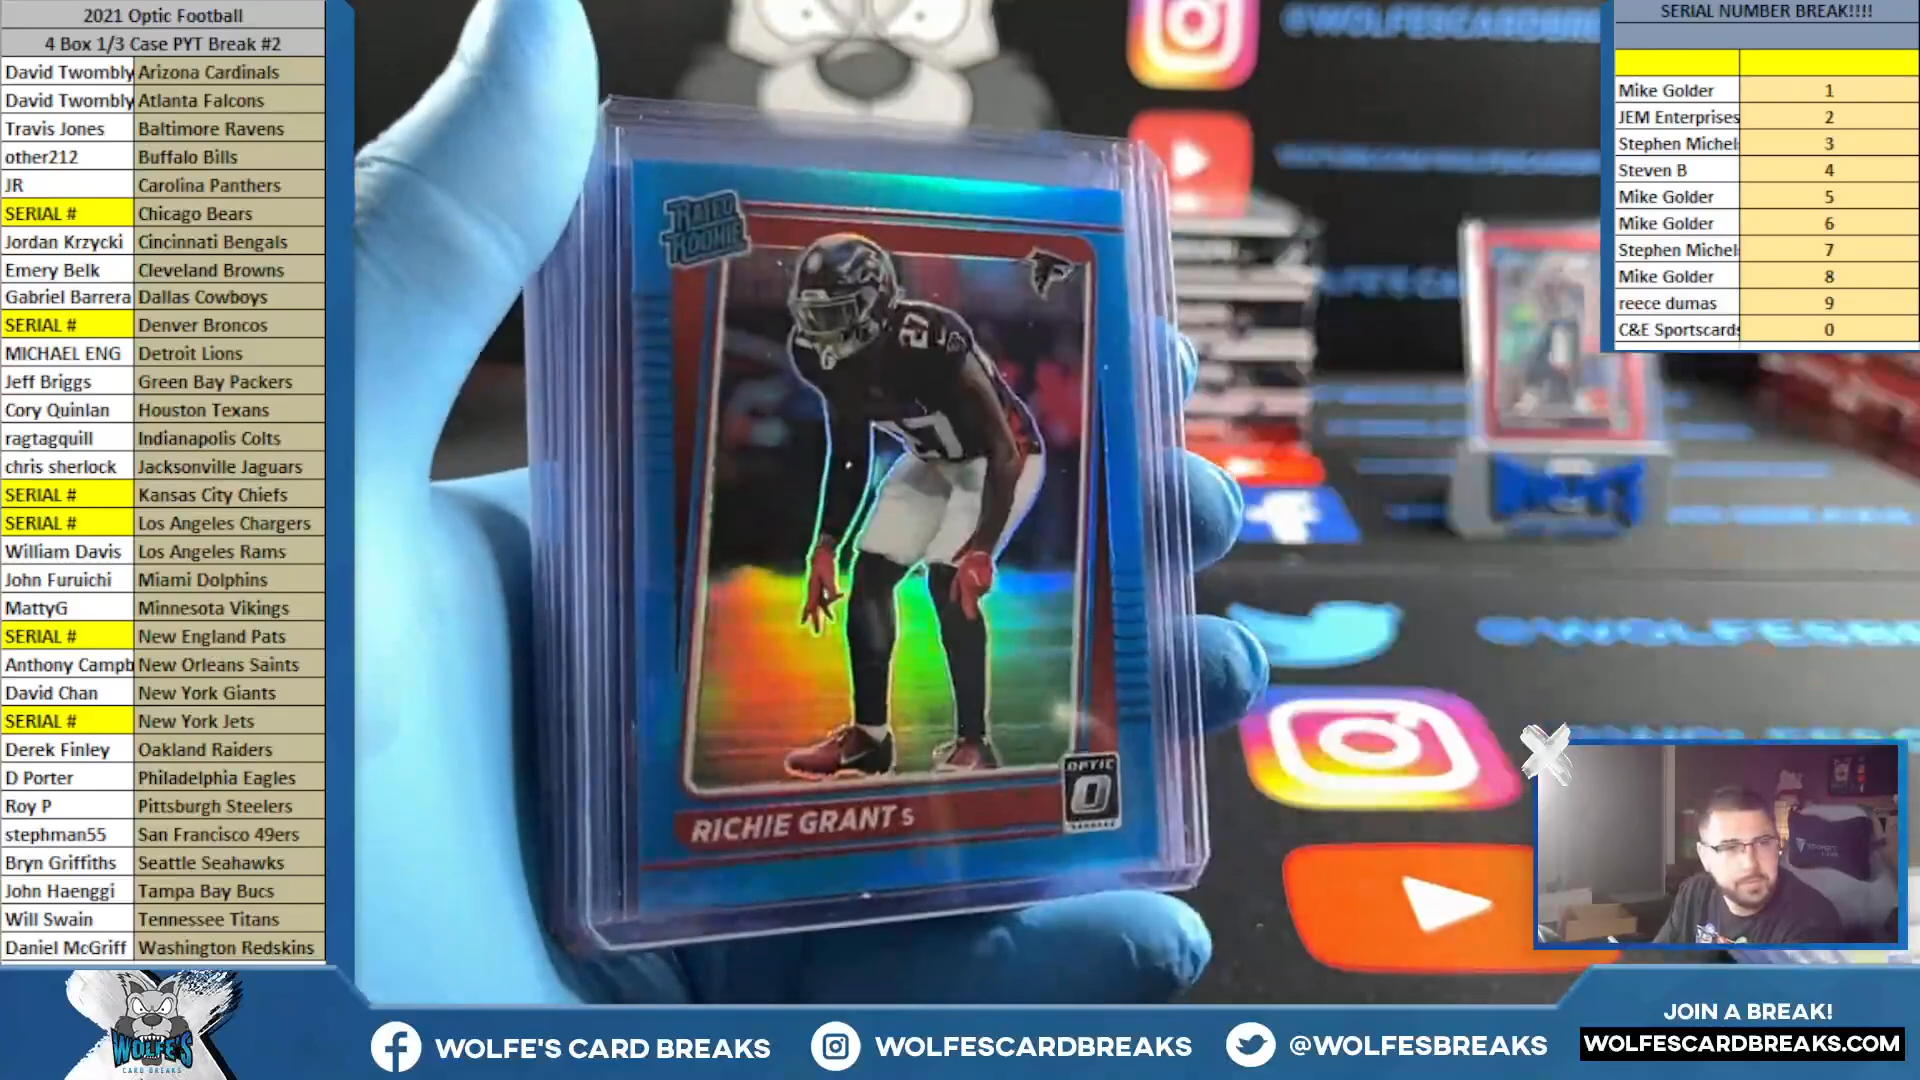 2021 Optic Football
4 Box 1/3 Case PYT Break #2
David Twombly Arizona Cardinals
David Twombly Atlanta Falcons
Travis Jones Baltimore Ravens
other212 Buffalo Bills
JR Carolina Panthers
SERIAL # Chicago Bears
Jordan Krzycki Cincinnati Bengals
Emery Belk Cleveland Browns
Gabriel Barrera Dallas Cowboys
SERIAL # Denver Broncos
MICHAEL ENG Detroit Lions
Jeff Briggs Green Bay Packers
Cory Quinlan Houston Texans
ragtagquill Indianapolis Colts
chris sherlock Jacksonville Jaguars
SERIAL # Kansas City Chiefs
SERIAL # Los Angeles Chargers
William Davis Los Angeles Rams
John Furuichi Miami Dolphins
MattyG Minnesota Vikings
SERIAL # New England Pats
Anthony Campb New Orleans Saints
David Chan New York Giants
SERIAL # New York Jets
Derek Finley Oakland Raiders
D Porter Philadelphia Eagles
Roy P Pittsburgh Steelers
stephman55 San Francisco 49ers
Bryn Griffiths Seattle Seahawks
John Haenggi Tampa Bay Bucs
Will Swain Tennessee Titans
Daniel McGriff Washington Redskins
@WOLFESCARDBRE
RATED
ROOKIE
27
27
RICHIE GRANT S
OPTIC
SERIAL NUMBER BREAK!!!!
Mike Golder 1
JEM Enterprises 2
Stephen Michel 3
Steven B 4
Mike Golder 5
Mike Golder 6
Stephen Michel 7
Mike Golder 8
reece dumas 9
C&E Sportscards 0
@WOLFESB
WOLFE'S
CARD BREAKS
WOLFE'S CARD BREAKS
WOLFESCARDBREAKS
@WOLFESBREAKS
JOIN A BREAK!
WOLFESCARDBREAKS.COM